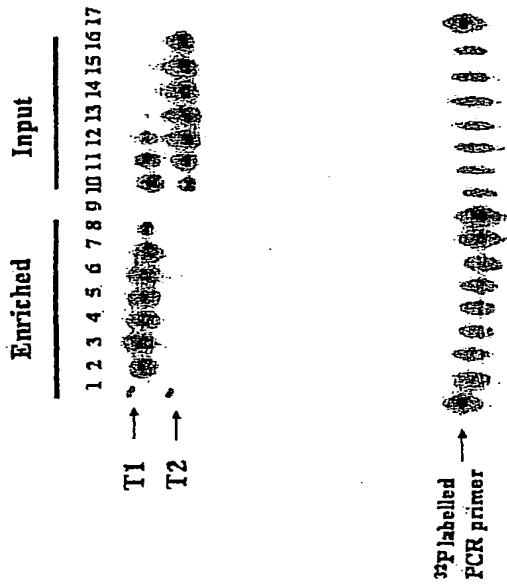 Enriched Input
1 2 3 4 5 6 7 8 9 10 11 12 13 14 15 16 17
T1
T2
³²P labelled
PCR primer